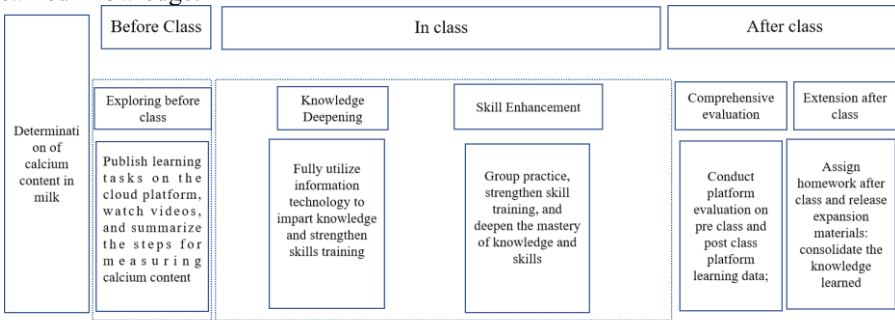 Before Class
In class
After class
Determinati
on of
calcium
content in
milk
Exploring before
class
Publish learning
tasks on the
cloud platform,
watch videos,
and summarize
the steps for
measuring
calcium content
Knowledge
Deepening
Fully utilize
information
technology to
impart knowledge
and strengthen
skills training
Skill Enhancement
Group practice,
strengthen skill
training, and
deepen the mastery
of knowledge and
skills
Comprehensive
evaluation
Conduct
platform
evaluation on
pre class and
post class
platform
learning data;
Extension after
class
Assign
homework after
class and release
expansion
materials:
consolidate the
knowledge
learned